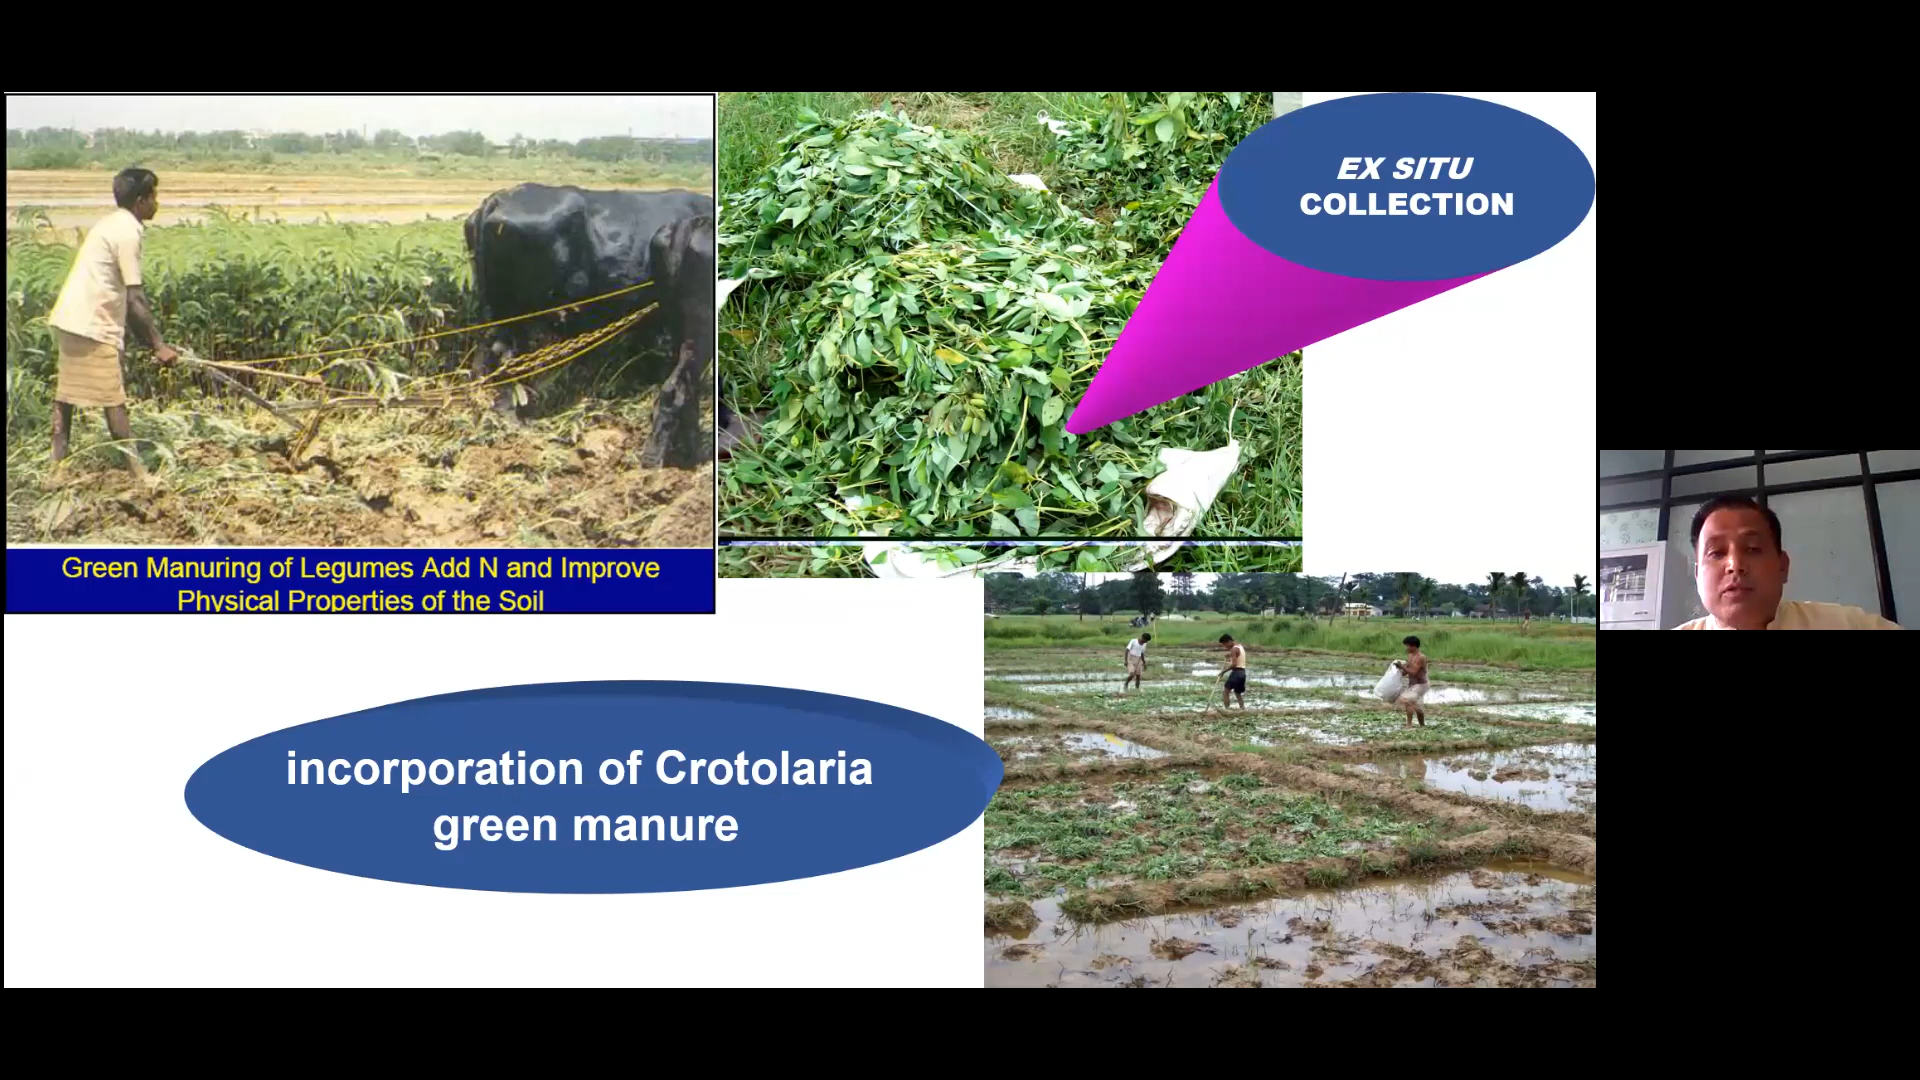 EX SITU
COLLECTION
Green Manuring of Legumes Add N and Improve
Physical Properties of the Soil
incorporation of Crotolaria
green manure